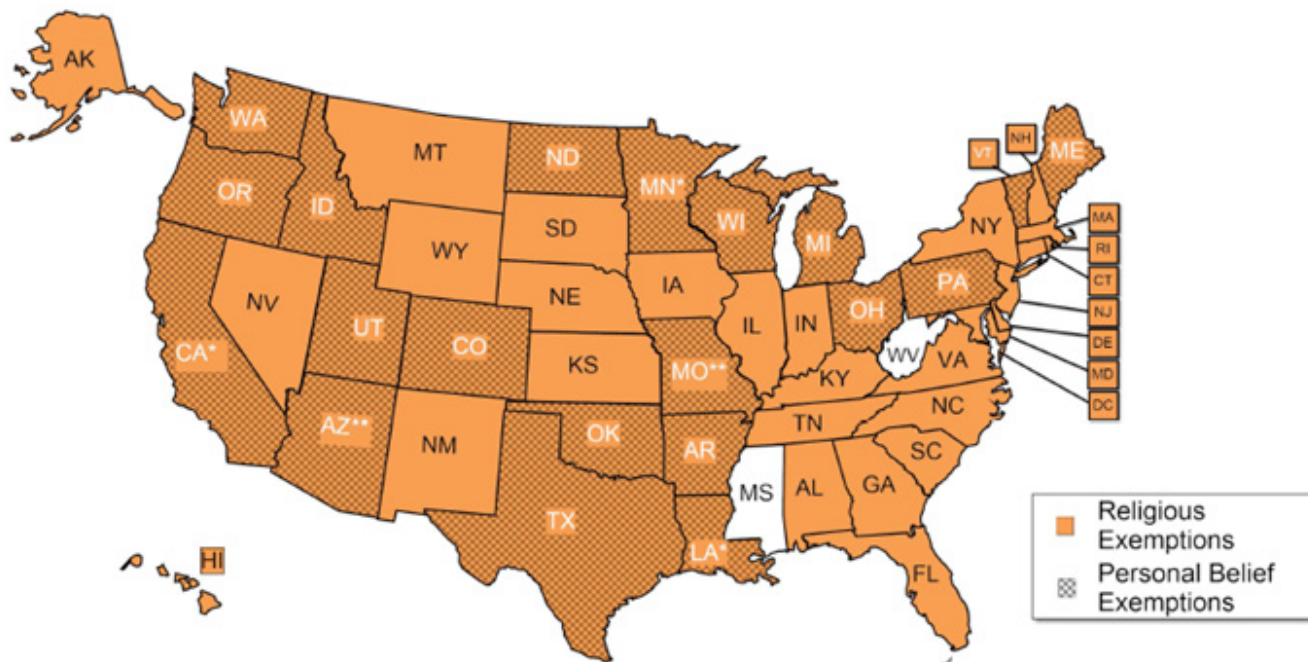 AK
WA
MT
ND
MN*
VT
NH
ME
OR
ID
WY
SD
WI
MI
NY
MA
RI
CT
NJ
DE
MD
DC
NV
UT
CO
NE
IA
IL
IN
OH
PA
CA*
KS
MO**
KY
WV
VA
AZ**
NM
OK
AR
TN
NC
SC
TX
LA*
MS
AL
GA
FL
HI
Religious
Exemptions
Personal Belief
Exemptions